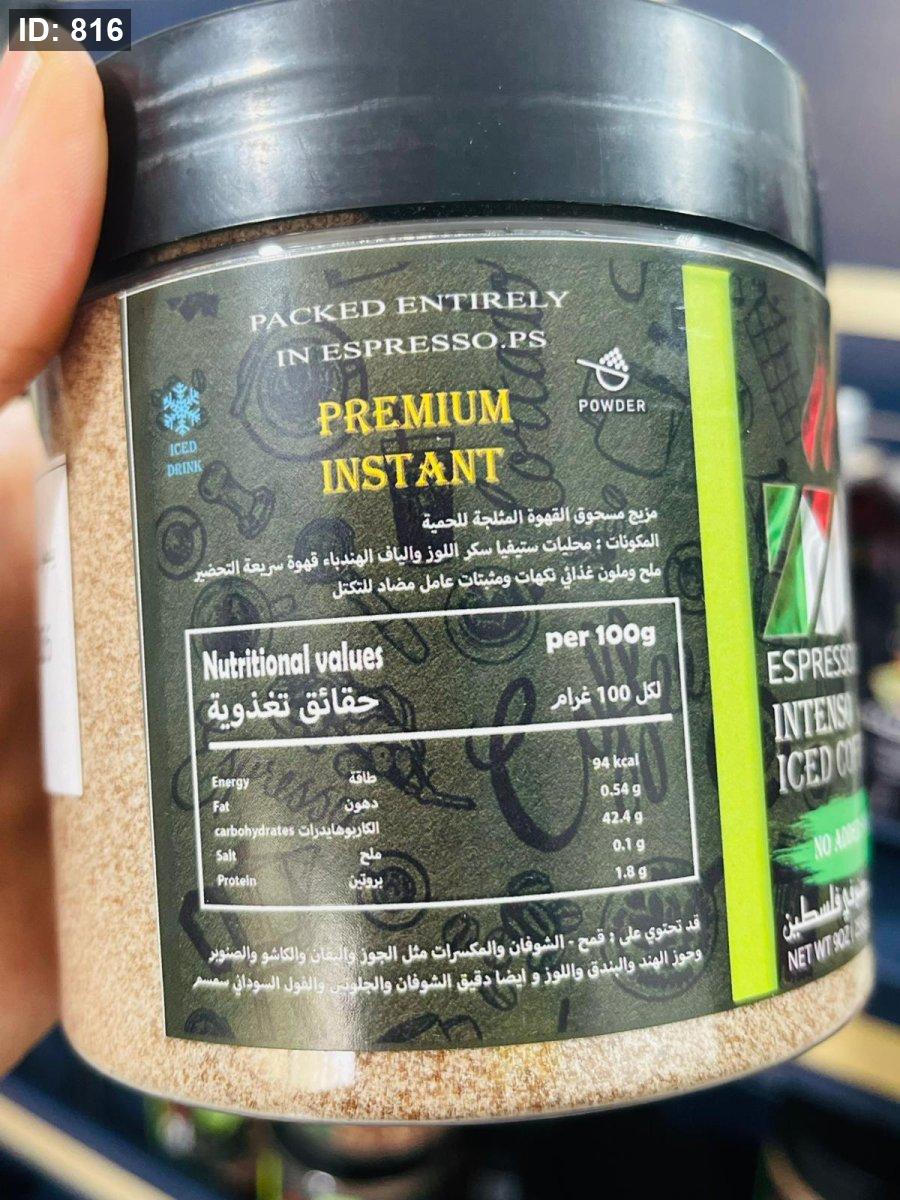 ID: 816
PACKED ENTIRELY
IN ESPRESSO.PS
POWDER
ICED
DRINK
PREMIUM
INSTANT
مزيج مسحوق القهوة المثلجة للحمية
المكونات : محليات ستيفيا سكر اللوز والياف الهندباء قهوة سريعة التحضير
ملح وملون غذائي نكهات ومثبتات عامل مضاد للتكتل
Nutritional values per 100g
حقائق تغذوية لكل 100 غرام
Energy طاقة 94 kcal
Fat دهون 0.54 g
carbohydrates الكاربوهايدرات 42.4 g
Salt ملح 0.1 g
Protein بروتين 1.8 g
قد تحتوي على : قمح - الشوفان والمكسرات مثل الجوز والبقان والكاشو والصنوبر
وجوز الهند والبندق واللوز و ايضا دقيق الشوفان والجلوتين والفول السوداني سمسم
ESPRESSO
INTENS
ICED CO
NO ADD
فلسطين
NET WT 9OZ